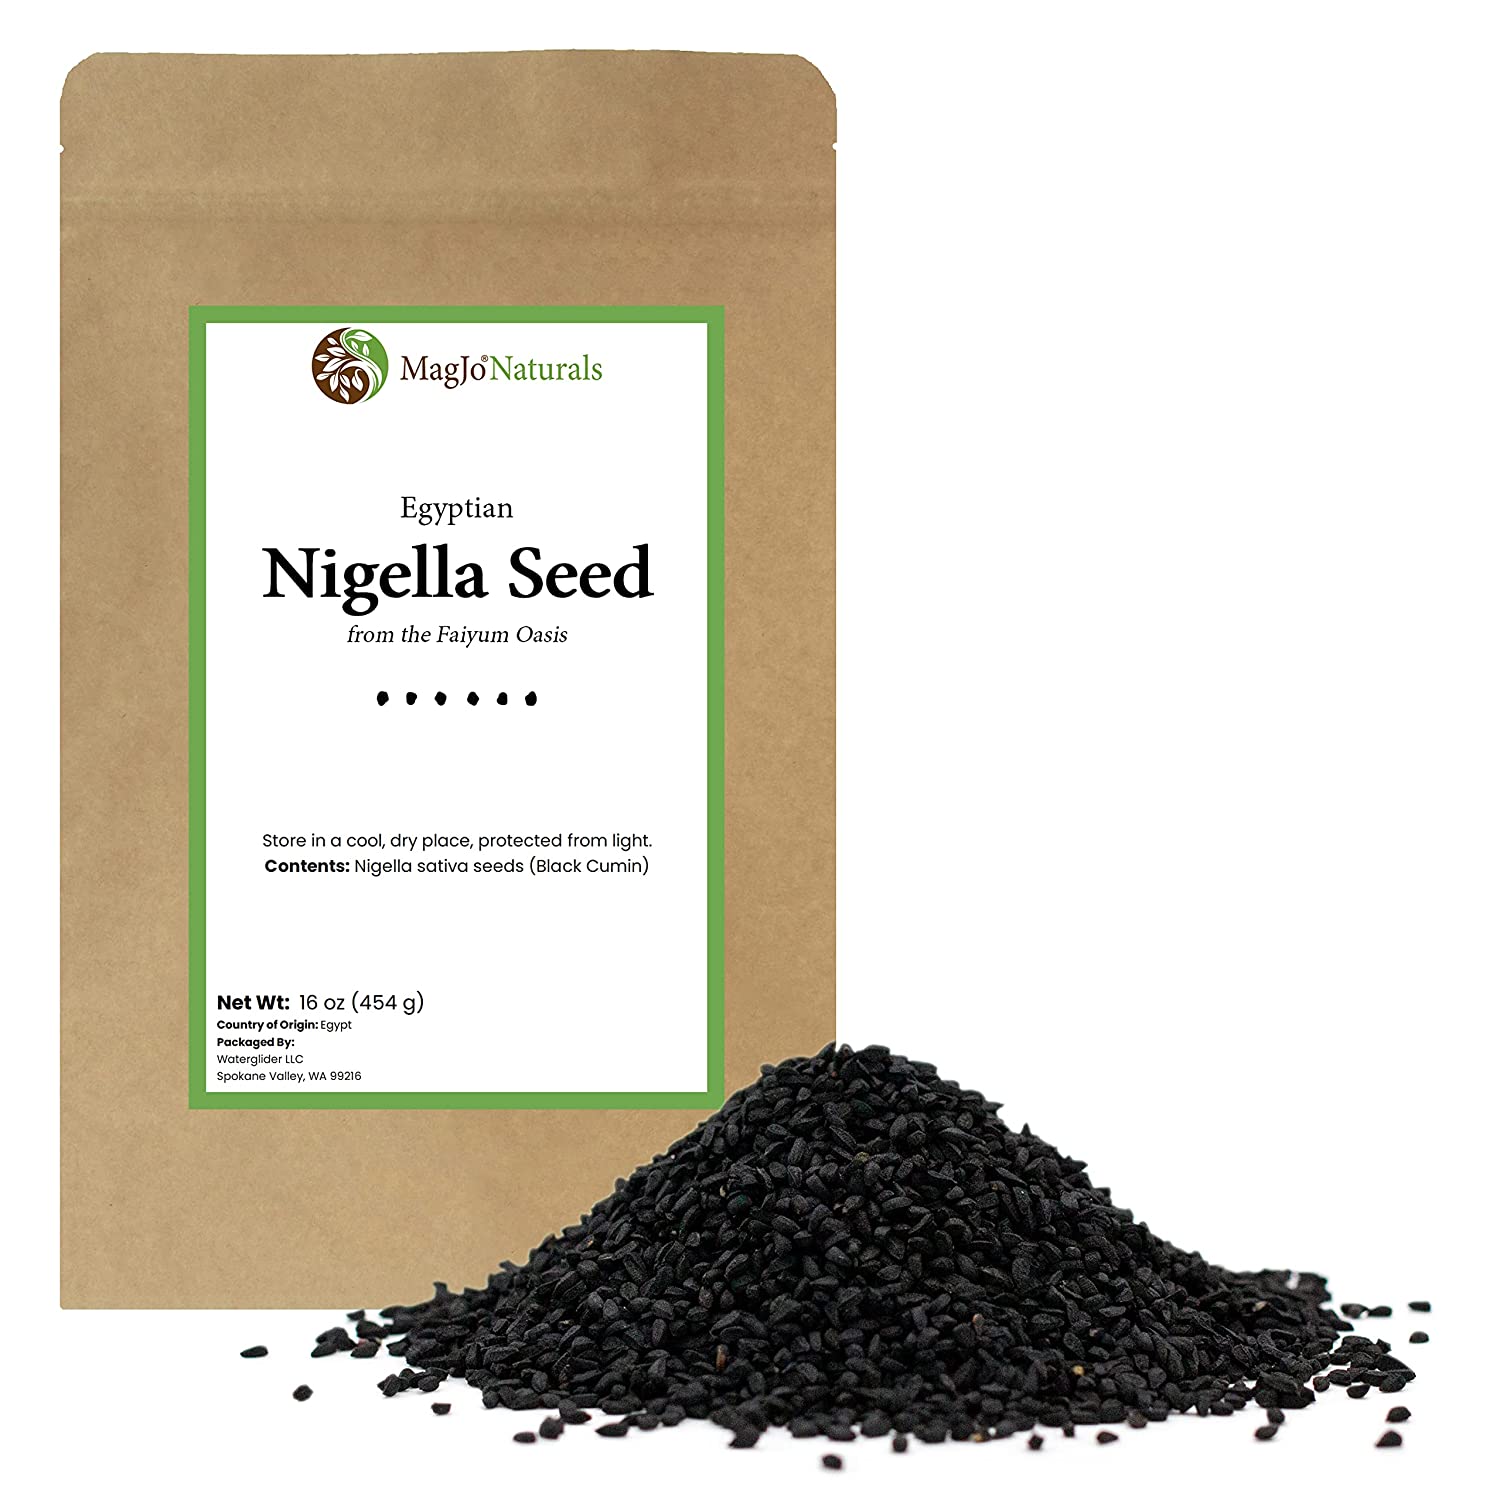 MagJo® Naturals
Egyptian
Nigella Seed
from the Faiyum Oasis
Store in a cool, dry place, protected from light.
Contents: Nigella sativa seeds (Black Cumin)
Net Wt: 16 oz (454 g)
Country of Origin: Egypt
Packaged By:
Waterglider LLC
Spokane Valley, WA 99216